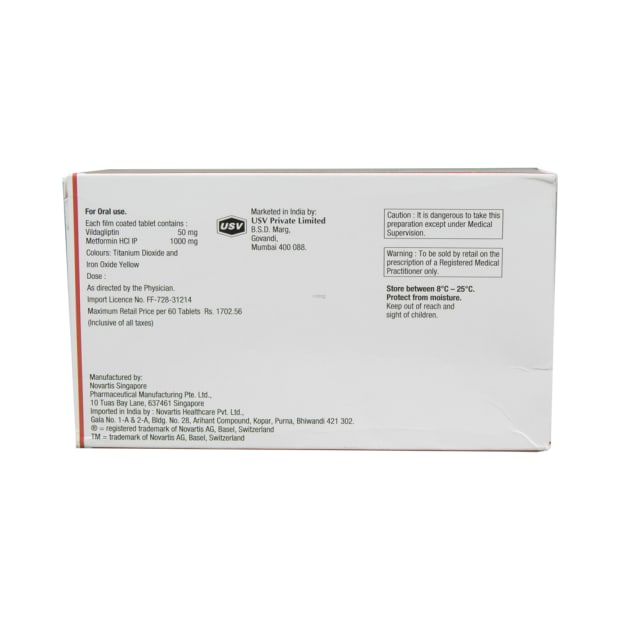 For Oral use.
Each film coated tablet contains :
Vildagliptin 50 mg
Metformin HCl IP 1000 mg
Colours: Titanium Dioxide and
Iron Oxide Yellow
Dose :
As directed by the Physician.
Import Licence No. FF-728-31214
Maximum Retail Price per 60 Tablets Rs. 1702.56
(Inclusive of all taxes)
USV
Marketed in India by:
USV Private Limited
B.S.D. Marg,
Govandi,
Mumbai 400 088.
Caution : It is dangerous to take this
preparation except under Medical
Supervision.
Warning : To be sold by retail on the
prescription of a Registered Medical
Practitioner only.
Store between 8°C – 25°C.
Protect from moisture.
Keep out of reach and
sight of children.
Manufactured by:
Novartis Singapore
Pharmaceutical Manufacturing Pte. Ltd.,
10 Tuas Bay Lane, 637461 Singapore
Imported in India by : Novartis Healthcare Pvt. Ltd.,
Gala No. 1-A & 2-A, Bldg. No. 28, Arihant Compound, Kopar, Purna, Bhiwandi 421 302.
® = registered trademark of Novartis AG, Basel, Switzerland
TM = trademark of Novartis AG, Basel, Switzerland